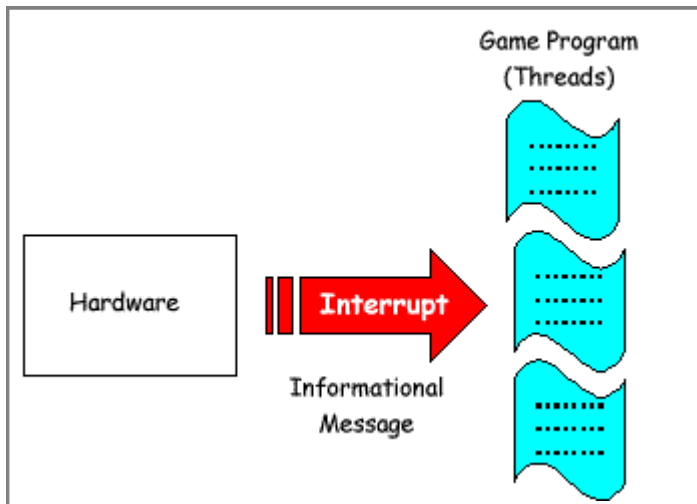 Game Program
(Threads)
Hardware
Interrupt
Informational
Message